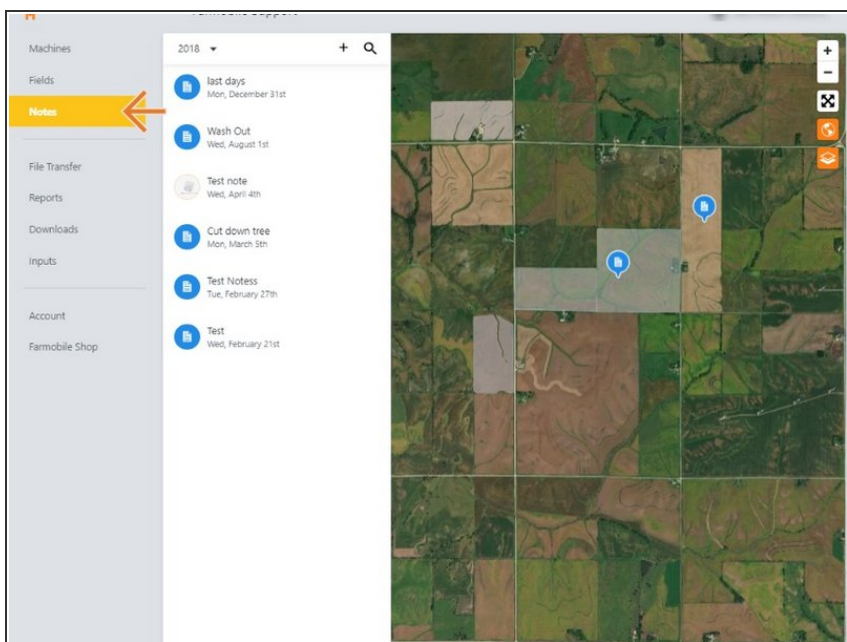 Farmobile Support
Machines
Fields
Notes
File Transfer
Reports
Downloads
Inputs
Account
Farmobile Shop
2018
+
last days
Mon, December 31st
Wash Out
Wed, August 1st
Test note
Wed, April 4th
Cut down tree
Mon, March 5th
Test Notess
Tue, February 27th
Test
Wed, February 21st
+
−